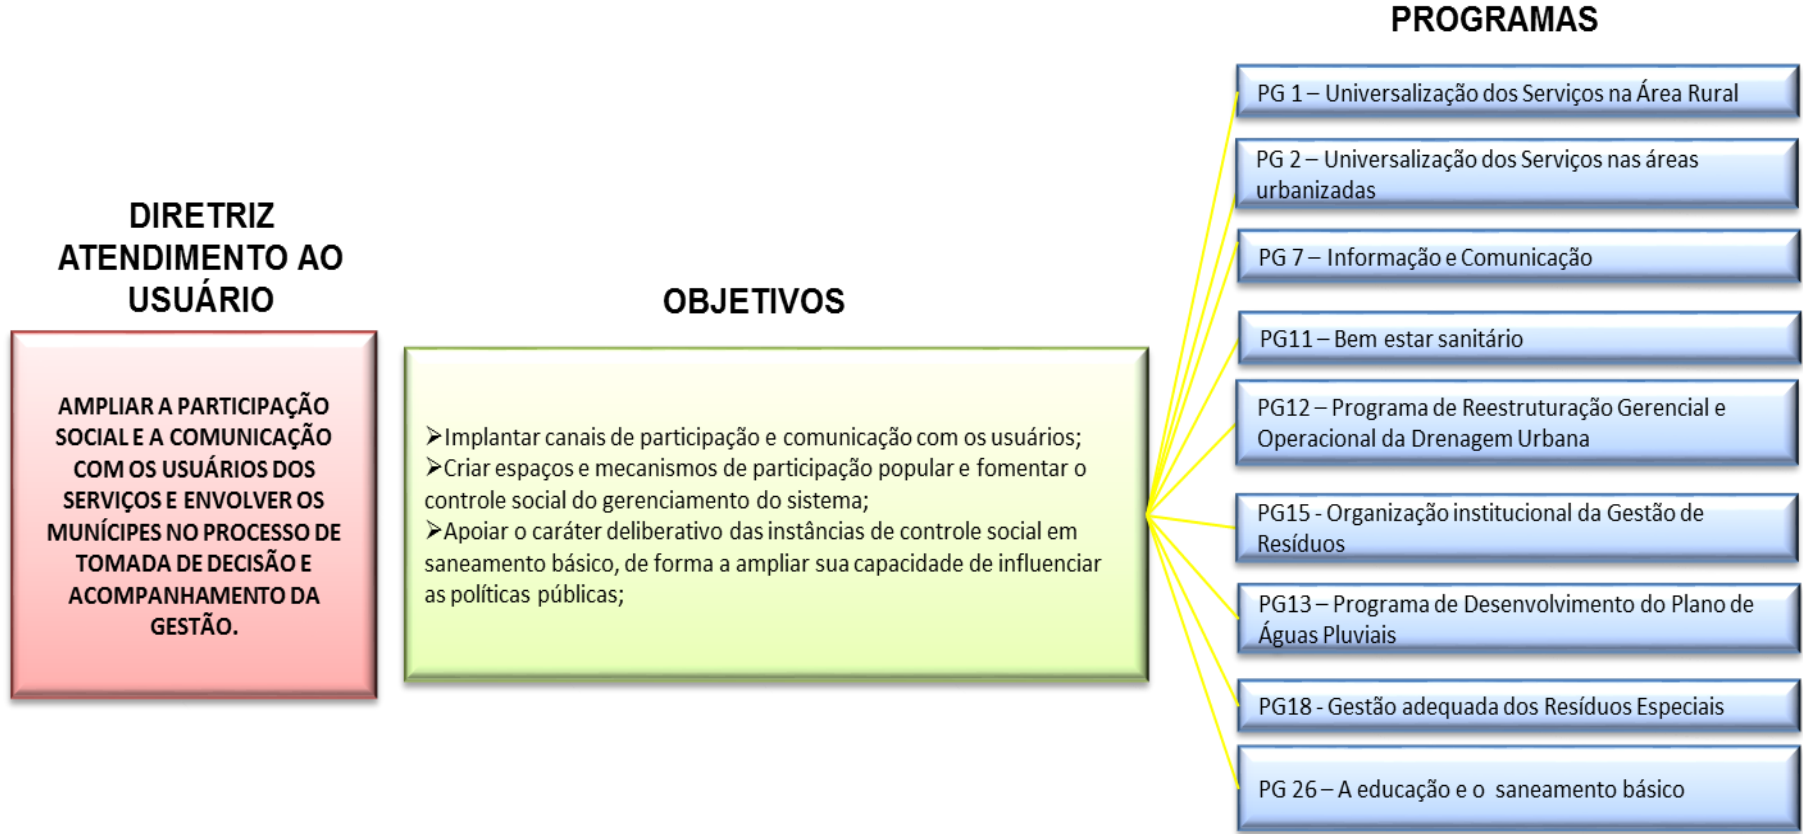 DIRETRIZ
ATENDIMENTO AO
USUÁRIO
AMPLIAR A PARTICIPAÇÃO
SOCIAL E A COMUNICAÇÃO
COM OS USUÁRIOS DOS
SERVIÇOS E ENVOLVER OS
MUNÍCIPES NO PROCESSO DE
TOMADA DE DECISÃO E
ACOMPANHAMENTO DA
GESTÃO.
OBJETIVOS
➢Implantar canais de participação e comunicação com os usuários;
➢Criar espaços e mecanismos de participação popular e fomentar o
controle social do gerenciamento do sistema;
➢Apoiar o caráter deliberativo das instâncias de controle social em
saneamento básico, de forma a ampliar sua capacidade de influenciar
as políticas públicas;
PROGRAMAS
PG 1 – Universalização dos Serviços na Área Rural
PG 2 – Universalização dos Serviços nas áreas
urbanizadas
PG 7 – Informação e Comunicação
PG11 – Bem estar sanitário
PG12 – Programa de Reestruturação Gerencial e
Operacional da Drenagem Urbana
PG15 - Organização institucional da Gestão de
Resíduos
PG13 – Programa de Desenvolvimento do Plano de
Águas Pluviais
PG18 - Gestão adequada dos Resíduos Especiais
PG 26 – A educação e o saneamento básico